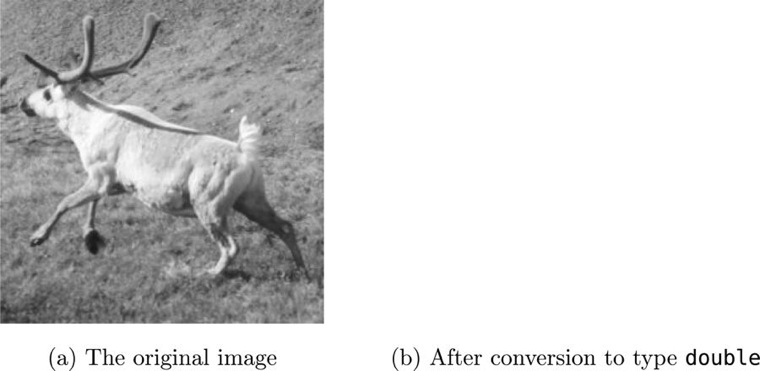 (a) The original image
(b) After conversion to type double